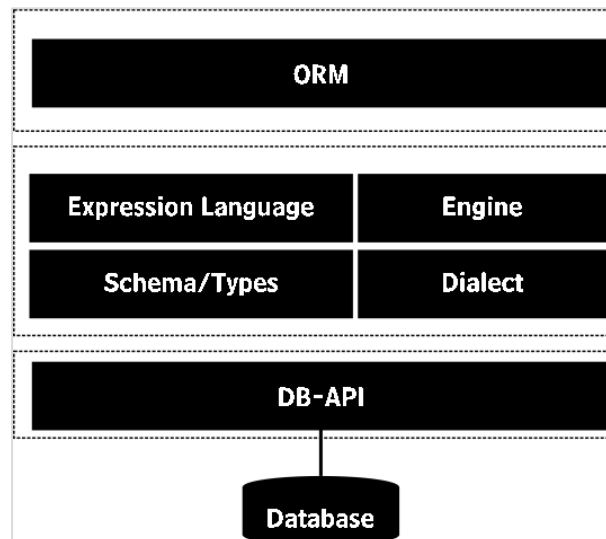 ORM
Expression Language
Engine
Schema/Types
Dialect
DB-API
Database